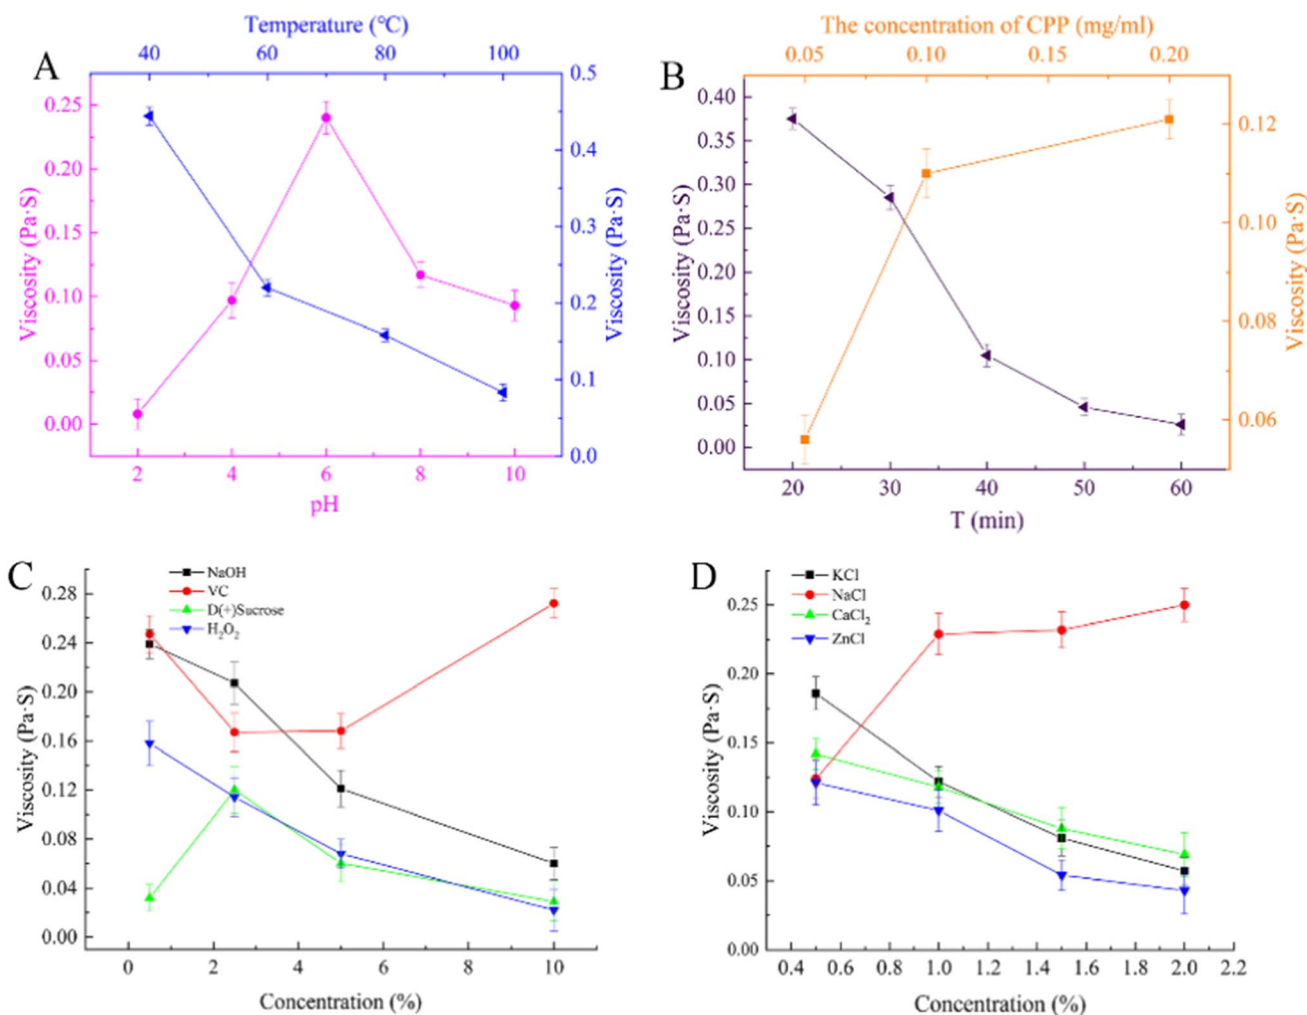 A
Temperature (°C)
40 60 80 100
0.25
0.20
0.15
0.10
0.05
0.00
Viscosity (Pa·S)
0.5
0.4
0.3
0.2
0.1
0.0
Viscosity (Pa·S)
2 4 6 8 10
pH
B
The concentration of CPP (mg/ml)
0.05 0.10 0.15 0.20
0.40
0.35
0.30
0.25
0.20
0.15
0.10
0.05
0.00
Viscosity (Pa·S)
0.12
0.10
0.08
0.06
Viscosity (Pa·S)
20 30 40 50 60
T (min)
C
NaOH
VC
D(+)Sucrose
H₂O₂
0.28
0.24
0.20
0.16
0.12
0.08
0.04
0.00
Viscosity (Pa·S)
0 2 4 6 8 10
Concentration (%)
D
KCl
NaCl
CaCl₂
ZnCl
0.25
0.20
0.15
0.10
0.05
0.00
Viscosity (Pa·S)
0.4 0.6 0.8 1.0 1.2 1.4 1.6 1.8 2.0 2.2
Concentration (%)